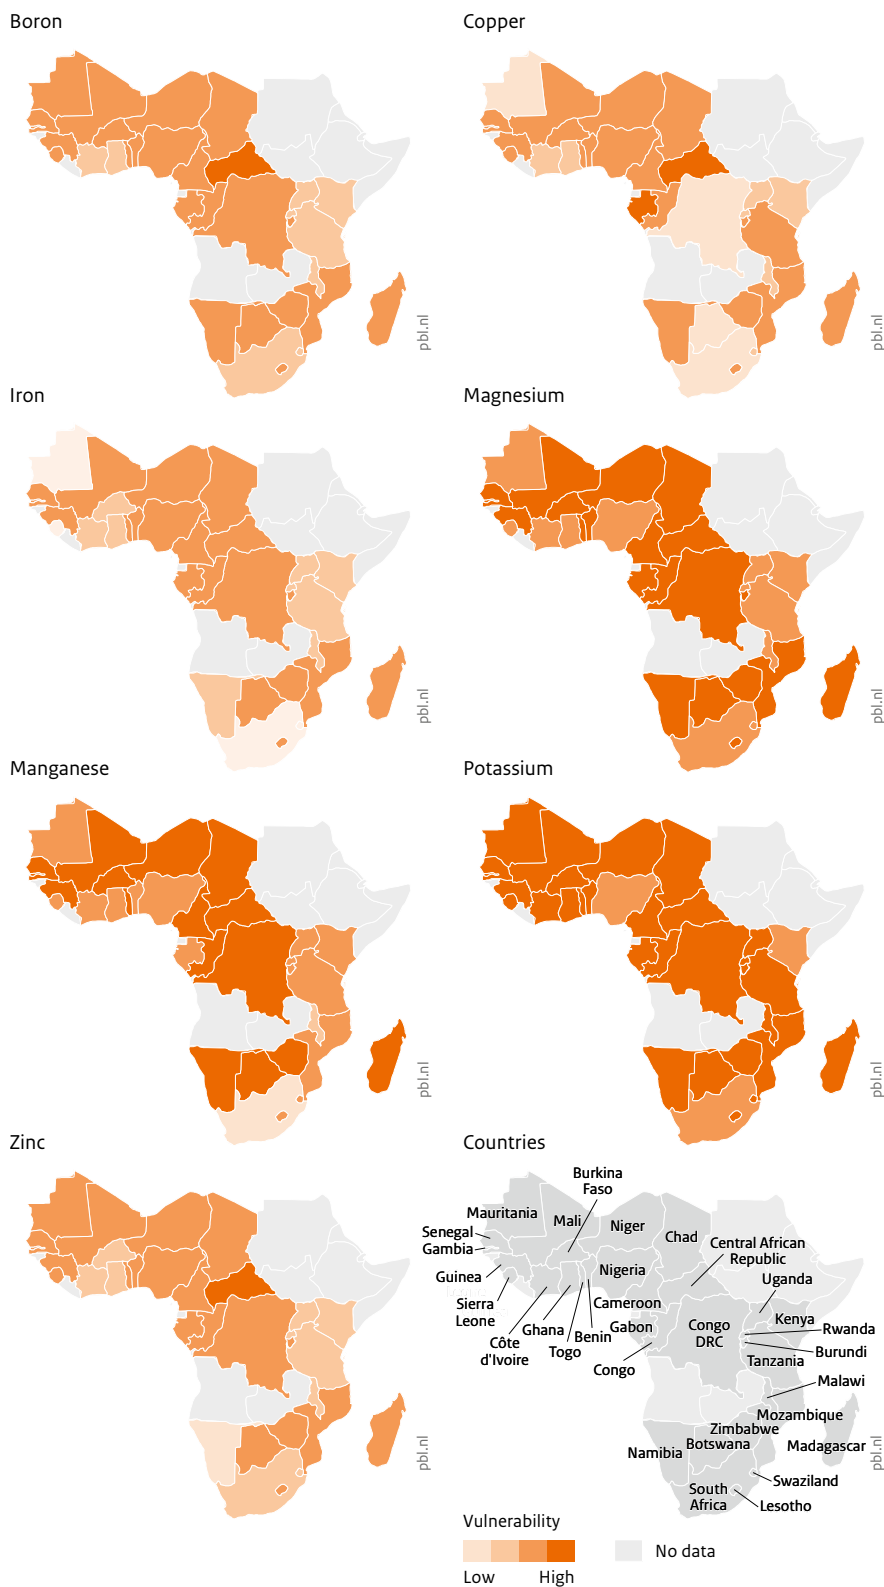 Boron
Copper
pbl.nl
pbl.nl
Iron
Magnesium
pbl.nl
pbl.nl
Manganese
Potassium
pbl.nl
pbl.nl
Zinc
Countries
Burkina
Faso
Mauritania
Mali
Niger
Senegal
Chad
Gambia
Central African
Republic
Guinea
Nigeria
Uganda
Sierra
Leone
Cameroon
Kenya
Côte
d'Ivoire
Ghana
Togo
Benin
Gabon
Congo
DRC
Rwanda
Congo
Burundi
Tanzania
Malawi
Mozambique
Zimbabwe
Namibia
Botswana
Madagascar
South
Africa
Swaziland
Lesotho
pbl.nl
pbl.nl
Vulnerability
No data
Low
High